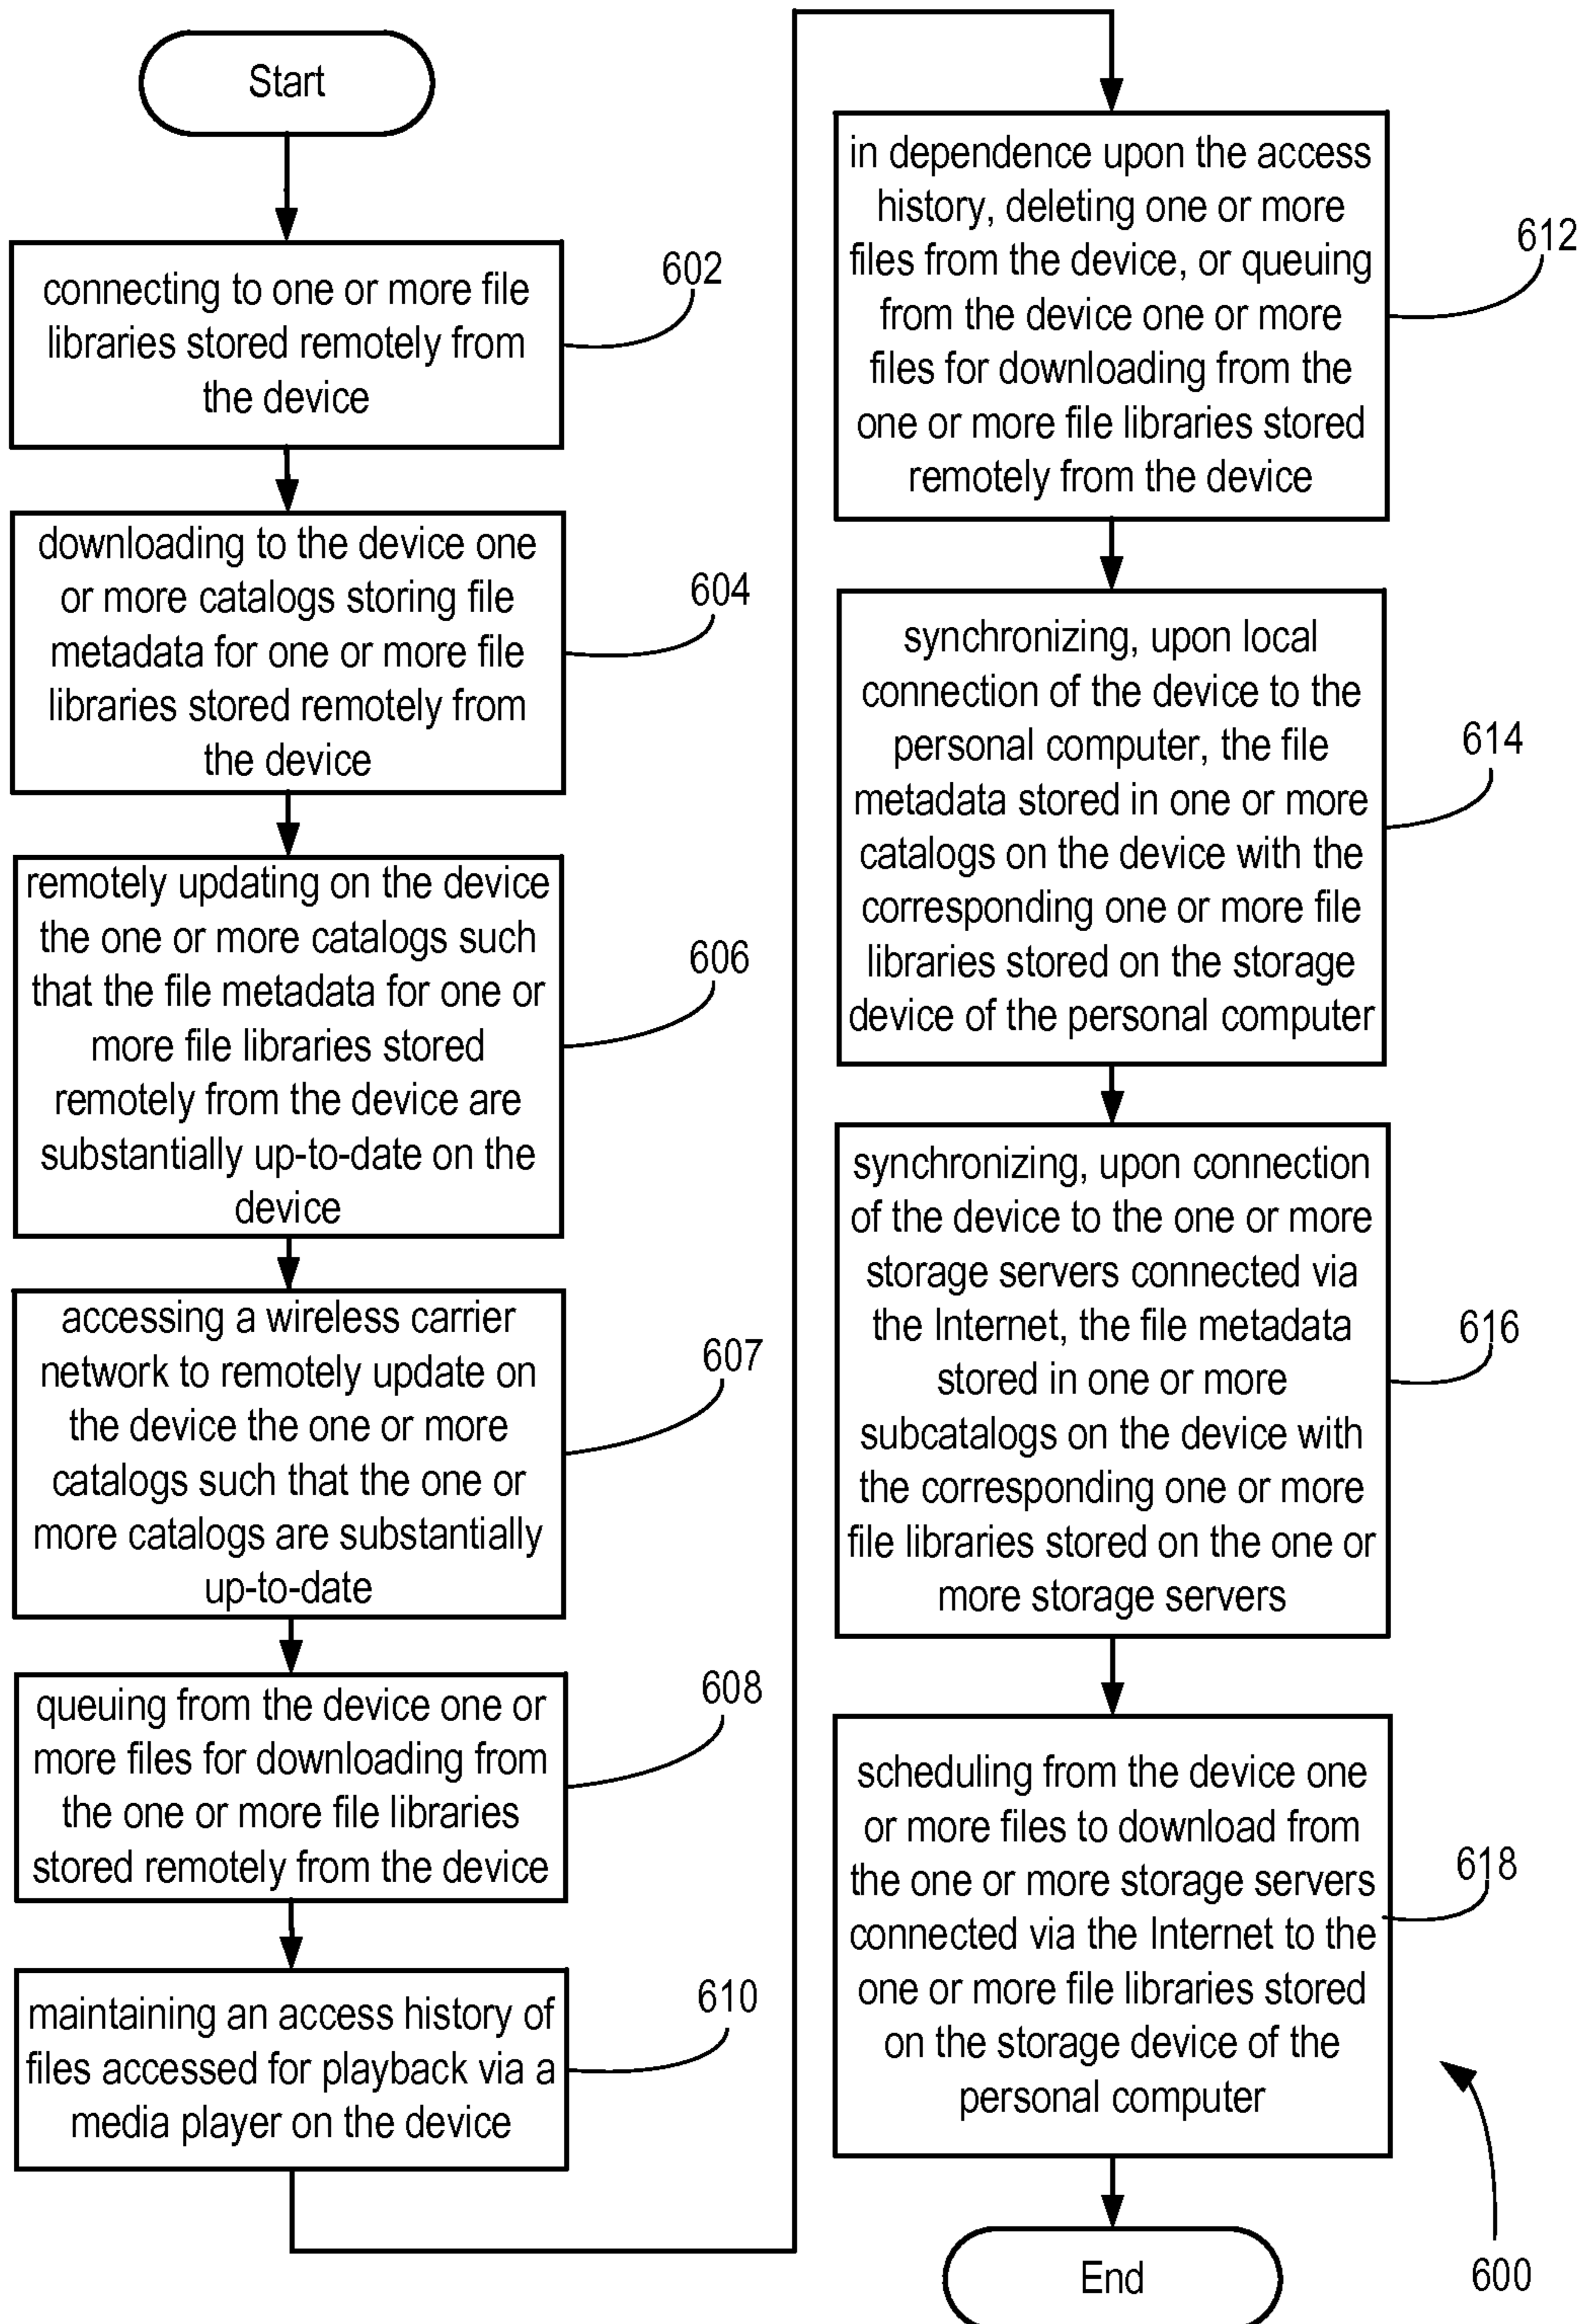 Start
connecting to one or more file
libraries stored remotely from
the device
602
downloading to the device one
or more catalogs storing file
metadata for one or more file
libraries stored remotely from
the device
604
remotely updating on the device
the one or more catalogs such
that the file metadata for one or
more file libraries stored
remotely from the device are
substantially up-to-date on the
device
606
accessing a wireless carrier
network to remotely update on
the device the one or more
catalogs such that the one or
more catalogs are substantially
up-to-date
607
queuing from the device one or
more files for downloading from
the one or more file libraries
stored remotely from the device
608
maintaining an access history of
files accessed for playback via a
media player on the device
610
in dependence upon the access
history, deleting one or more
files from the device, or queuing
from the device one or more
files for downloading from the
one or more file libraries stored
remotely from the device
612
synchronizing, upon local
connection of the device to the
personal computer, the file
metadata stored in one or more
catalogs on the device with the
corresponding one or more file
libraries stored on the storage
device of the personal computer
614
synchronizing, upon connection
of the device to the one or more
storage servers connected via
the Internet, the file metadata
stored in one or more
subcatalogs on the device with
the corresponding one or more
file libraries stored on the one or
more storage servers
616
scheduling from the device one
or more files to download from
the one or more storage servers
connected via the Internet to the
one or more file libraries stored
on the storage device of the
personal computer
618
End
600